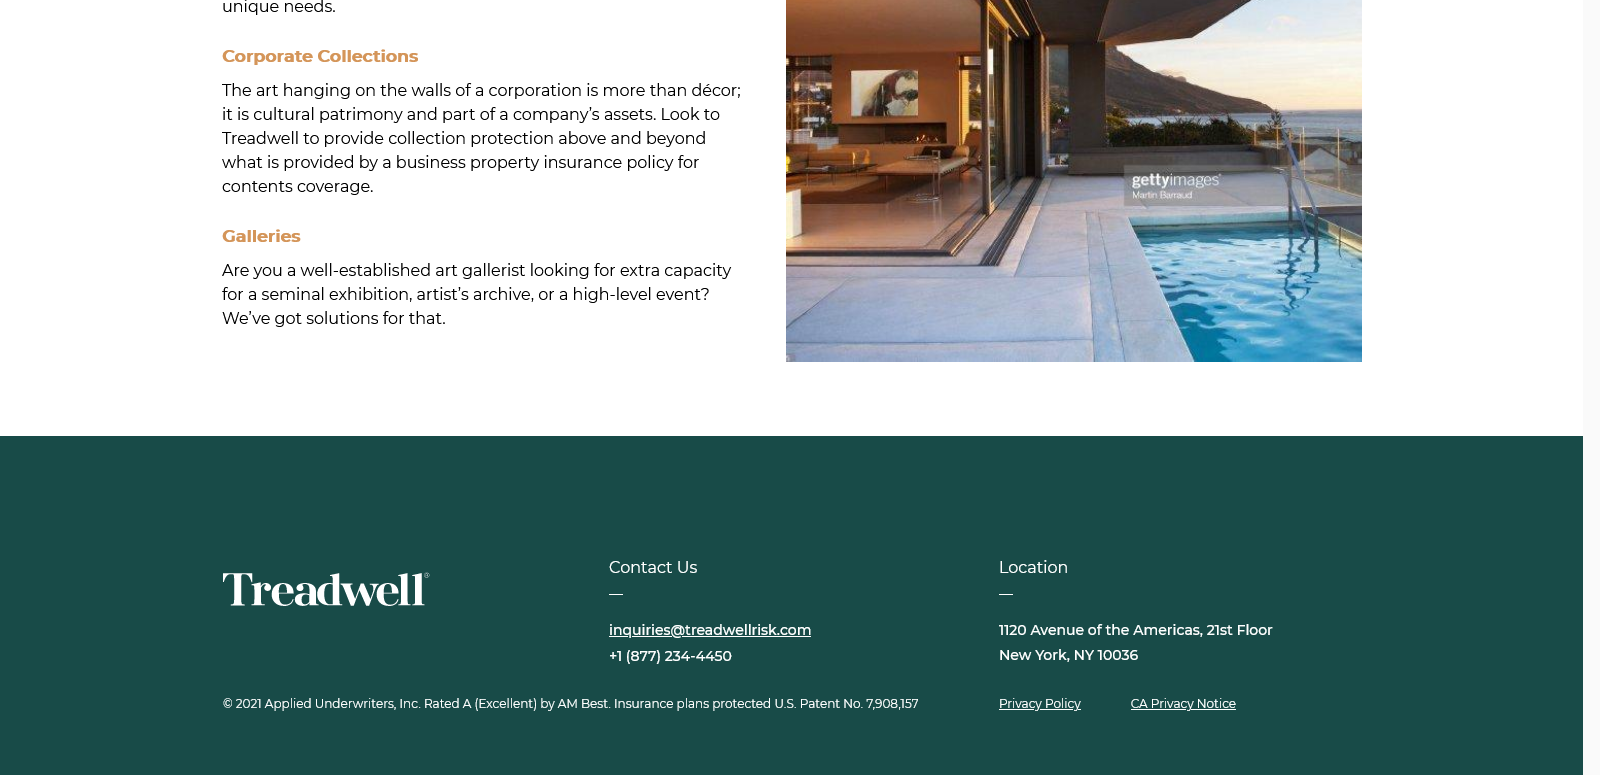 unique needs.
Corporate Collections
The art hanging on the walls of a corporation is more than décor;
it is cultural patrimony and part of a company’s assets. Look to
Treadwell to provide collection protection above and beyond
what is provided by a business property insurance policy for
contents coverage.
Galleries
Are you a well-established art gallerist looking for extra capacity
for a seminal exhibition, artist’s archive, or a high-level event?
We’ve got solutions for that.
gettyimages®
Martin Barraud
Treadwell®
Contact Us
—
inquiries@treadwellrisk.com
+1 (877) 234-4450
Location
—
1120 Avenue of the Americas, 21st Floor
New York, NY 10036
© 2021 Applied Underwriters, Inc. Rated A (Excellent) by AM Best. Insurance plans protected U.S. Patent No. 7,908,157
Privacy Policy
CA Privacy Notice